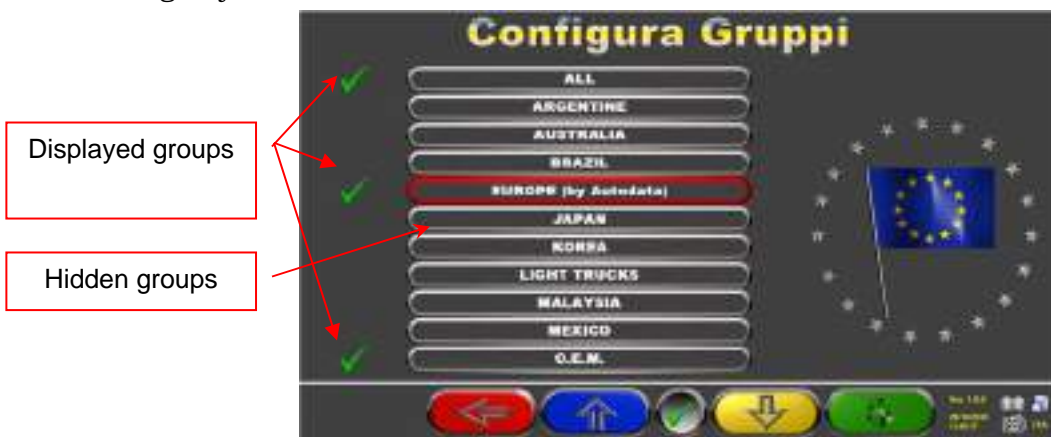 Configura Gruppi
ALL
ARGENTINE
AUSTRALIA
BRAZIL
EUROPE (by Autodata)
JAPAN
KOREA
LIGHT TRUCKS
MALAYSIA
MEXICO
O.E.M.
Displayed groups
Hidden groups